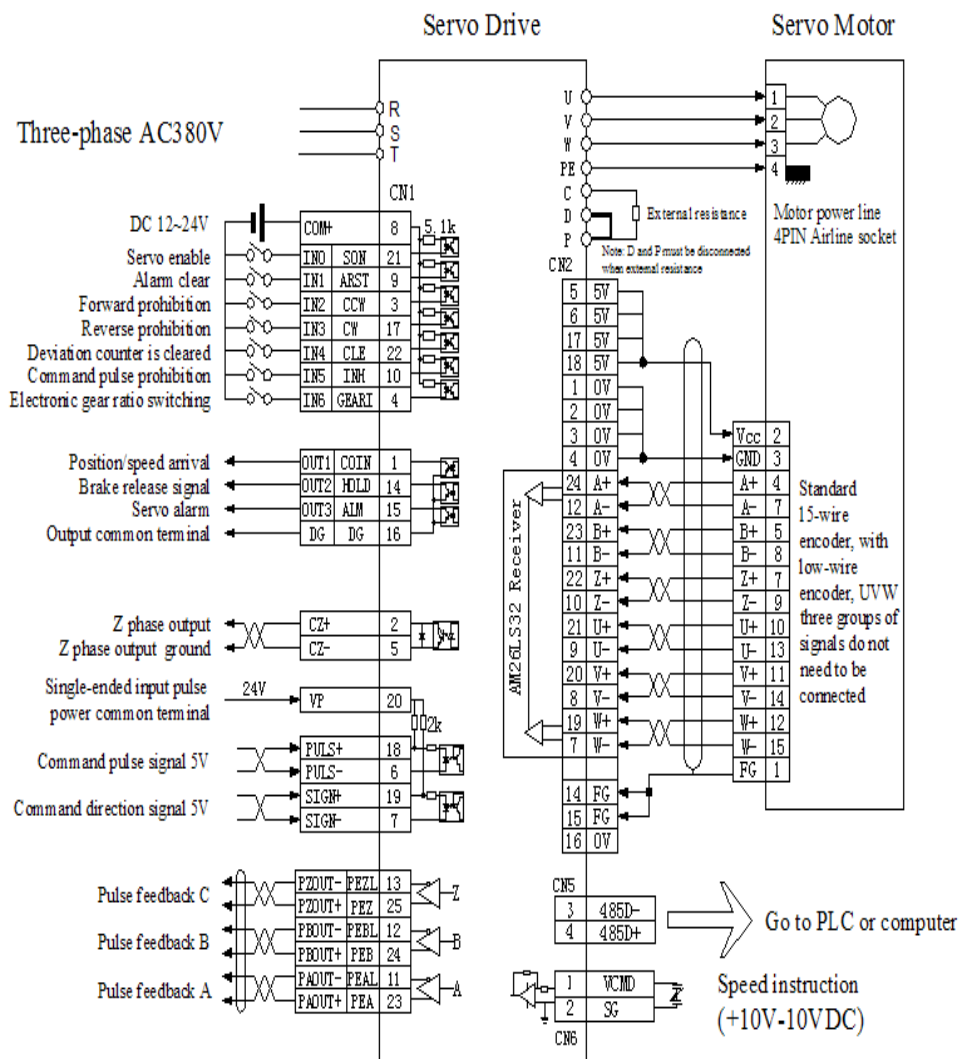 Servo Drive
Servo Motor
Three-phase AC380V
R
S
T
U
V
W
PE
C
D
P
1
2
3
4
External resistance
Note: D and P must be disconnected
when external resistance
Motor power line
4PIN Airline socket
CN1
5.1k
DC 12~24V COM+ 8
Servo enable IN0 SON 21
Alarm clear IN1 ARST 9
Forward prohibition IN2 CCW 3
Reverse prohibition IN3 CW 17
Deviation counter is cleared IN4 CLE 22
Command pulse prohibition IN5 INH 10
Electronic gear ratio switching IN6 GEARI 4
Position/speed arrival OUT1 COIN 1
Brake release signal OUT2 HDLD 14
Servo alarm OUT3 ALM 15
Output common terminal DG DG 16
Z phase output CZ+ 2
Z phase output ground CZ- 5
Single-ended input pulse
power common terminal
24V
VP 20
2k
Command pulse signal 5V
PULS+ 18
PULS- 6
Command direction signal 5V
SIGN+ 19
SIGN- 7
Pulse feedback C
PZOUT- PEZL 13
PZOUT+ PEZ 25
Z
Pulse feedback B
PBOUT- PEBL 12
PBOUT+ PEB 24
B
Pulse feedback A
PAOUT- PEAL 11
PAOUT+ PEA 23
A
CN2
5 5V
6 5V
17 5V
18 5V
1 0V
2 0V
3 0V
4 0V
24 A+
12 A-
23 B+
11 B-
22 Z+
10 Z-
21 U+
9 U-
20 V+
8 V-
19 W+
7 W-
14 FG
15 FG
16 0V
AM26LS32 Receiver
Vcc 2
GND 3
A+ 4
A- 7
B+ 5
B- 8
Z+ 7
Z- 9
U+ 10
U- 13
V+ 11
V- 14
W+ 12
W- 15
FG 1
Standard
15-wire
encoder, with
low-wire
encoder, UVW
three groups of
signals do not
need to be
connected
CN5
3 485D-
4 485D+
Go to PLC or computer
1 VCMD
2 SG
CN6
Speed instruction
(+10V-10VDC)